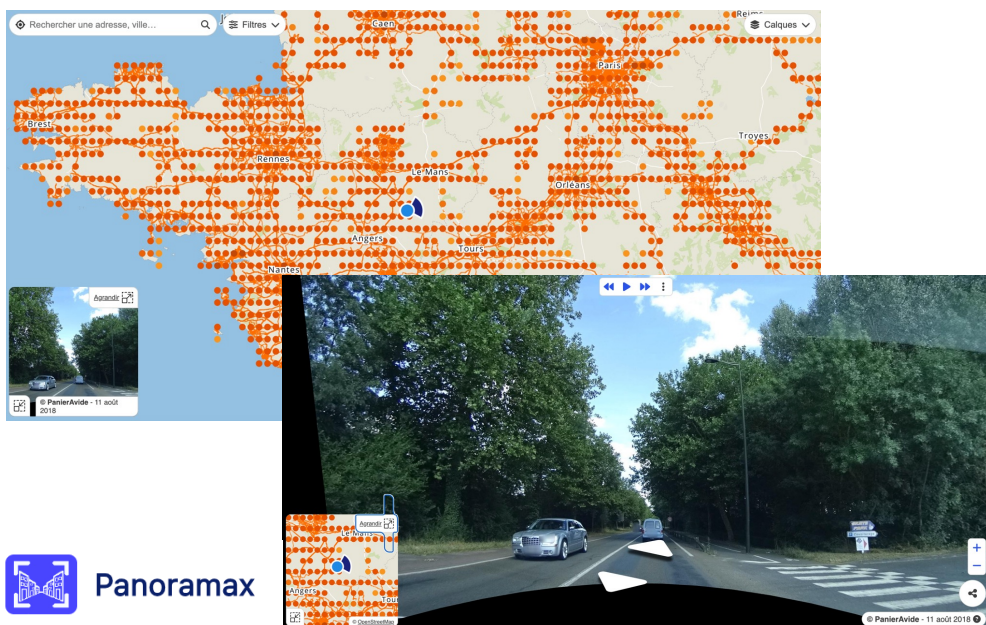 Rechercher une adresse, ville…
Filtres
Calques
Caen
Reims
Paris
Brest
Troyes
Rennes
Le Mans
Orléans
Angers
Tours
Nantes
Agrandir
© PanierAvide - 11 août
2018
Agrandir
Le Mans
Angers
Tour
© OpenStreetMap
+
−
© PanierAvide - 11 août 2018
Panoramax